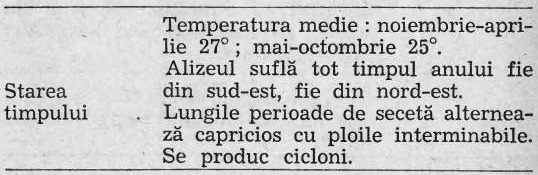 Temperatura medie : noiembrie-apri-
lie 27° ; mai-octombrie 25°.
Alizeul suflă tot timpul anului fie
Starea din sud-est, fie din nord-est.
timpului . Lungile perioade de secetă alternea-
ză capricios cu ploile interminabile.
Se produc cicloni.